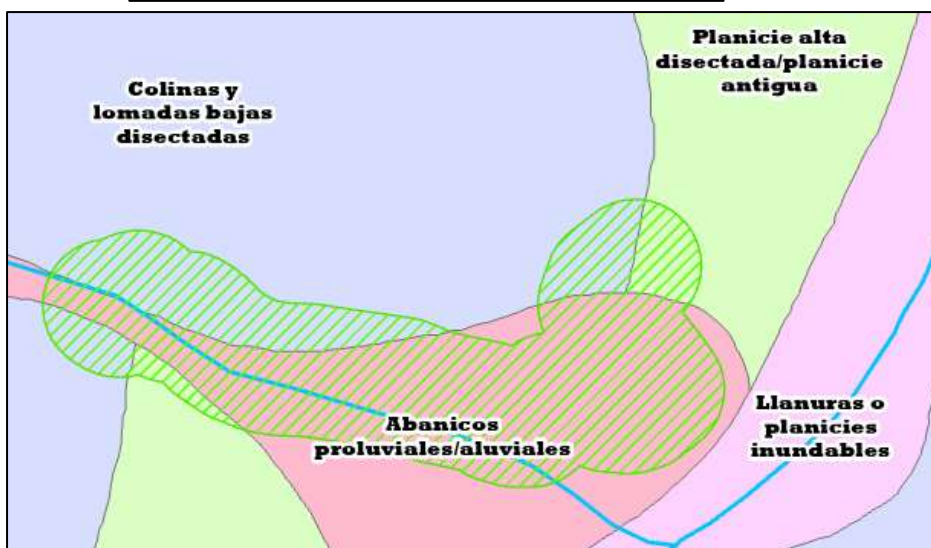 Colinas y
lomadas bajas
disectadas
Planicie alta
disectada/planicie
antigua
Abanicos
proluviales/aluviales
Llanuras o
planicies
inundables